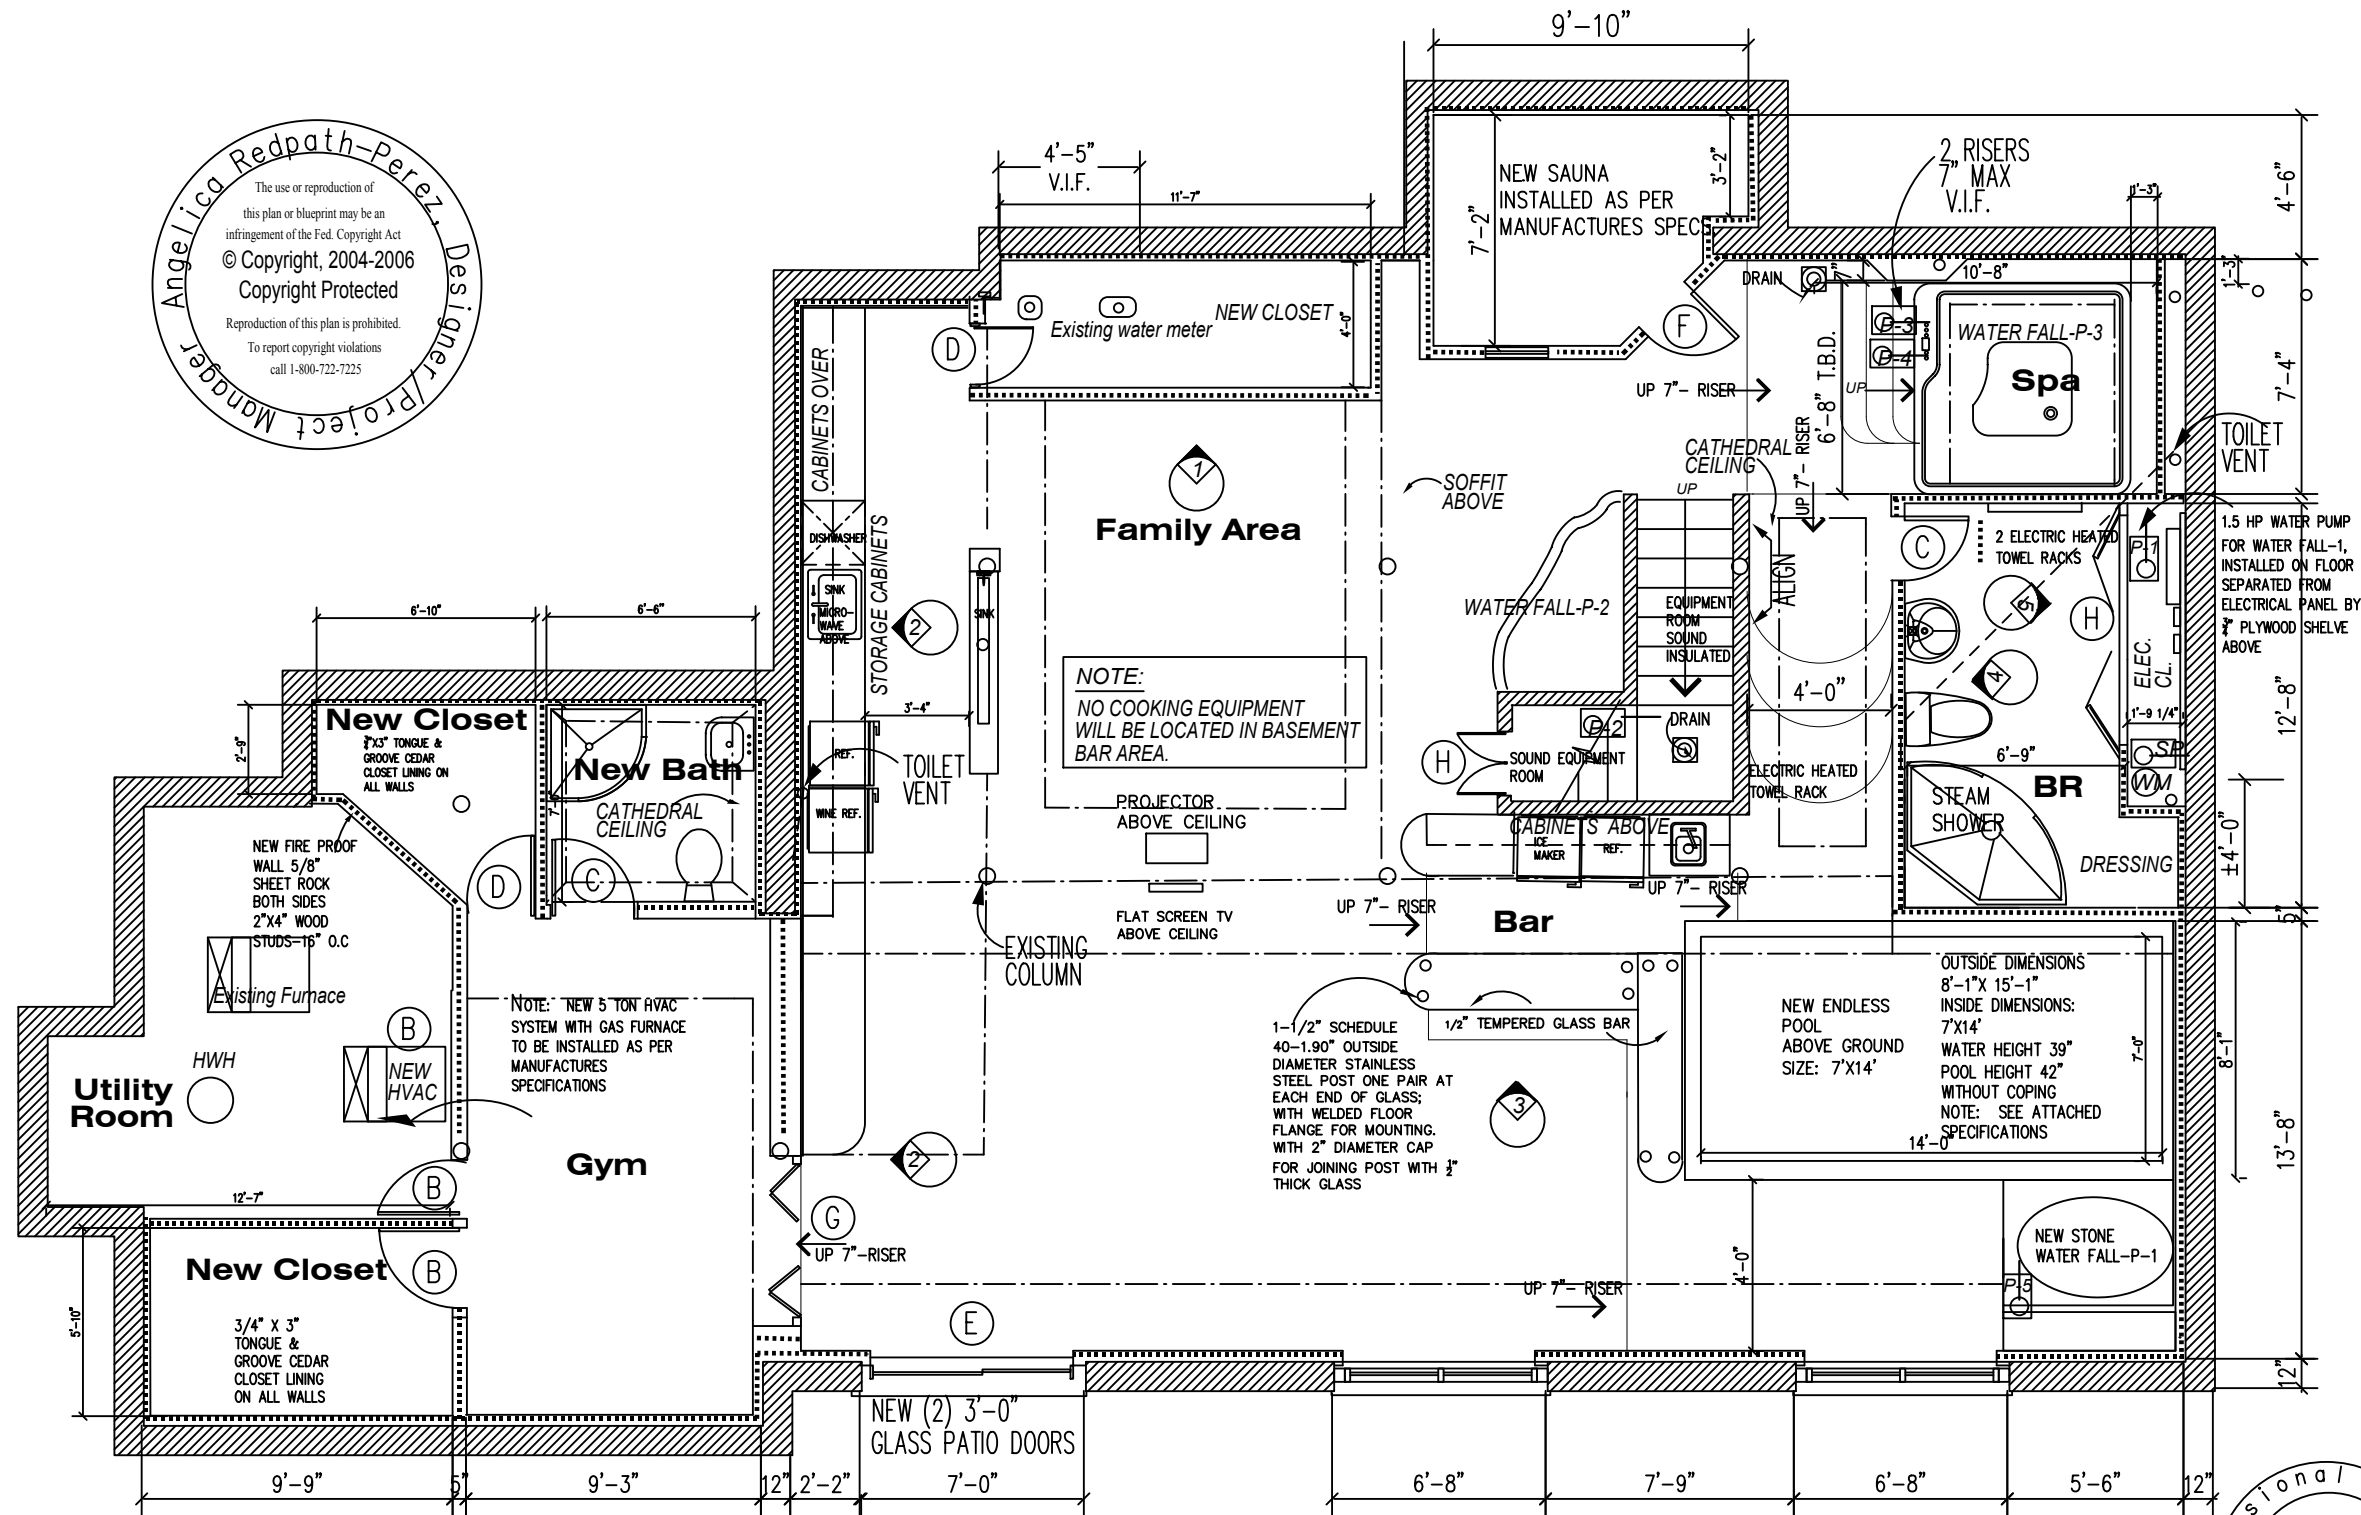 9'-10"
Angelica Redpath-Perez, Designer/Project Manager
The use or reproduction of
this plan or blueprint may be an
infringement of the Fed. Copyright Act
© Copyright, 2004-2006
Copyright Protected
Reproduction of this plan is prohibited.
To report copyright violations
call 1-800-722-7225
4'-5"
V.I.F.
11'-7"
NEW SAUNA
INSTALLED AS PER
MANUFACTURES SPECS
7'-2"
3'-2"
2 RISERS
7" MAX
V.I.F.
1'-3"
4'-6"
1'-3"
DRAIN
7"
10'-8"
D
Existing water meter
NEW CLOSET
4'-0"
F
P-3
P-4
WATER FALL-P-3
Spa
UP 7"- RISER
UP
6'-8" T.B.D.
7'-4"
CABINETS OVER
1
Family Area
SOFFIT
ABOVE
CATHEDRAL
CEILING
UP 7"- RISER
UP
TOILET
VENT
DISHWASHER
STORAGE CABINETS
SINK
MICRO-
WAVE
ABOVE
2
SINK
WATER FALL-P-2
EQUIPMENT
ROOM
SOUND
INSULATED
ALIGN
C
2 ELECTRIC HEATED
TOWEL RACKS
P-1
1.5 HP WATER PUMP
FOR WATER FALL-1,
INSTALLED ON FLOOR
SEPARATED FROM
ELECTRICAL PANEL BY
3/4" PLYWOOD SHELVE
ABOVE
5
H
4
ELEC.
CL.
12'-8"
6'-10"
6'-6"
NOTE:
NO COOKING EQUIPMENT
WILL BE LOCATED IN BASEMENT
BAR AREA.
3'-4"
4'-0"
1'-9 1/4"
2'-9"
New Closet
3/4"X3" TONGUE &
GROOVE CEDAR
CLOSET LINING ON
ALL WALLS
New Bath
CATHEDRAL
CEILING
REF.
WINE REF.
TOILET
VENT
PROJECTOR
ABOVE CEILING
H
P-2
DRAIN
SOUND EQUIPMENT
ROOM
ELECTRIC HEATED
TOWEL RACK
6'-9"
SP
WM
BR
STEAM
SHOWER
DRESSING
±4'-0"
5"
CABINETS ABOVE
ICE
MAKER
REF.
NEW FIRE PROOF
WALL 5/8"
SHEET ROCK
BOTH SIDES
2"X4" WOOD
STUDS-16" O.C
D
C
FLAT SCREEN TV
ABOVE CEILING
UP 7"- RISER
UP 7"- RISER
Bar
EXISTING
COLUMN
Existing Furnace
B
NOTE: NEW 5 TON HVAC
SYSTEM WITH GAS FURNACE
TO BE INSTALLED AS PER
MANUFACTURES
SPECIFICATIONS
1-1/2" SCHEDULE
40-1.90" OUTSIDE
DIAMETER STAINLESS
STEEL POST ONE PAIR AT
EACH END OF GLASS;
WITH WELDED FLOOR
FLANGE FOR MOUNTING.
WITH 2" DIAMETER CAP
FOR JOINING POST WITH 1/2"
THICK GLASS
1/2" TEMPERED GLASS BAR
NEW ENDLESS
POOL
ABOVE GROUND
SIZE: 7'X14'
OUTSIDE DIMENSIONS
8'-1"X 15'-1"
INSIDE DIMENSIONS:
7'X14'
WATER HEIGHT 39"
POOL HEIGHT 42"
WITHOUT COPING
NOTE: SEE ATTACHED
SPECIFICATIONS
7'-0"
8'-1"
14'-0"
13'-8"
HWH
NEW
HVAC
Utility
Room
Gym
3
2
B
12'-7"
G
UP 7"-RISER
New Closet
B
5'-10"
3/4" X 3"
TONGUE &
GROOVE CEDAR
CLOSET LINING
ON ALL WALLS
E
UP 7"- RISER
4'-0"
NEW STONE
WATER FALL-P-1
P-5
12"
NEW (2) 3'-0"
GLASS PATIO DOORS
9'-9"
5"
9'-3"
12"
2'-2"
7'-0"
6'-8"
7'-9"
6'-8"
5'-6"
12"
sional